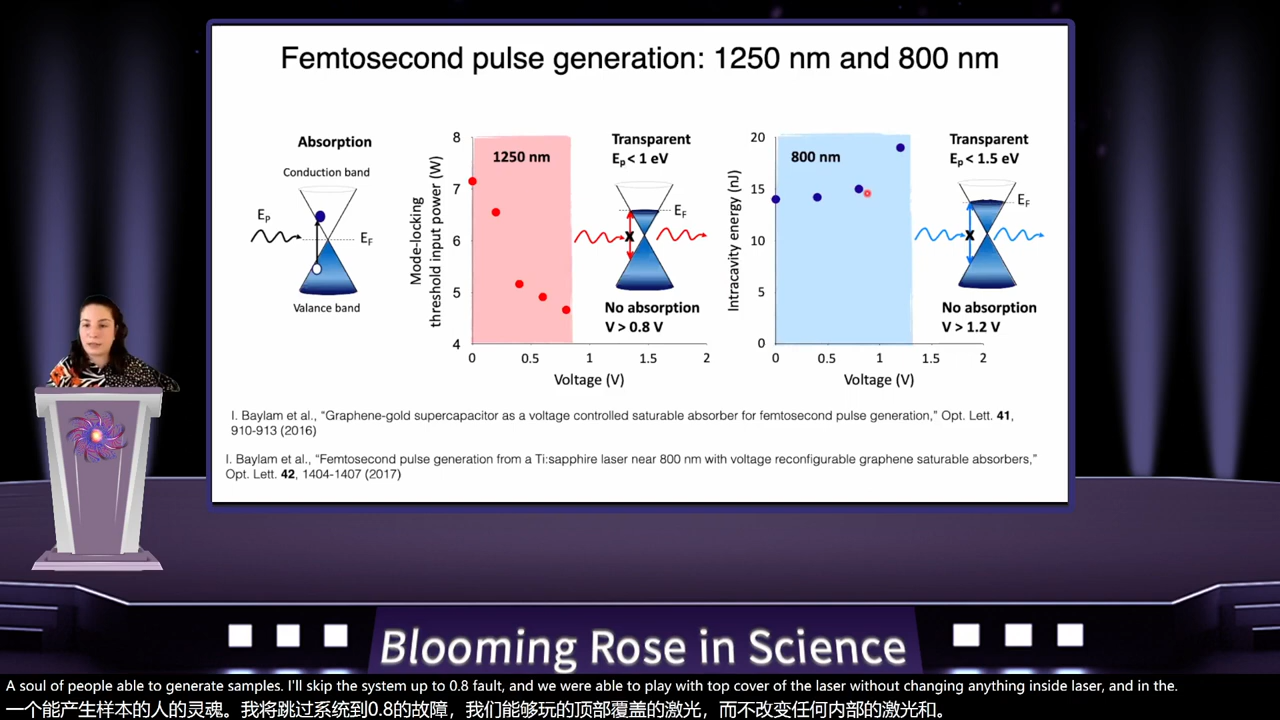 Femtosecond pulse generation: 1250 nm and 800 nm
Absorption
Conduction band
Eₚ
E_F
Valance band
Mode-locking
threshold input power (W)
8
7
6
5
4
1250 nm
0
0.5
1
1.5
2
Voltage (V)
Transparent
Eₚ < 1 eV
E_F
x
No absorption
V > 0.8 V
Intracavity energy (nJ)
20
15
10
5
0
800 nm
0
0.5
1
1.5
2
Voltage (V)
Transparent
Eₚ < 1.5 eV
E_F
x
No absorption
V > 1.2 V
I. Baylam et al., “Graphene-gold supercapacitor as a voltage controlled saturable absorber for femtosecond pulse generation,” Opt. Lett. 41,
910-913 (2016)
I. Baylam et al., “Femtosecond pulse generation from a Ti:sapphire laser near 800 nm with voltage reconfigurable graphene saturable absorbers,”
Opt. Lett. 42, 1404-1407 (2017)
Blooming Rose in Science
A soul of people able to generate samples. I'll skip the system up to 0.8 fault, and we were able to play with top cover of the laser without changing anything inside laser, and in the.
一个能产生样本的人的灵魂。我将跳过系统到0.8的故障，我们能够玩的顶部覆盖的激光，而不改变任何内部的激光和。